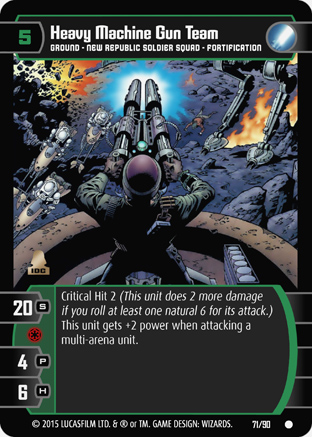 5
Heavy Machine Gun Team
GROUND - NEW REPUBLIC SOLDIER SQUAD - FORTIFICATION
IDC
20 S
4 P
6 H
Critical Hit 2 (This unit does 2 more damage
if you roll at least one natural 6 for its attack.)
This unit gets +2 power when attacking a
multi-arena unit.
© 2015 LUCASFILM LTD. & ® or TM. GAME DESIGN: WIZARDS.
71/90